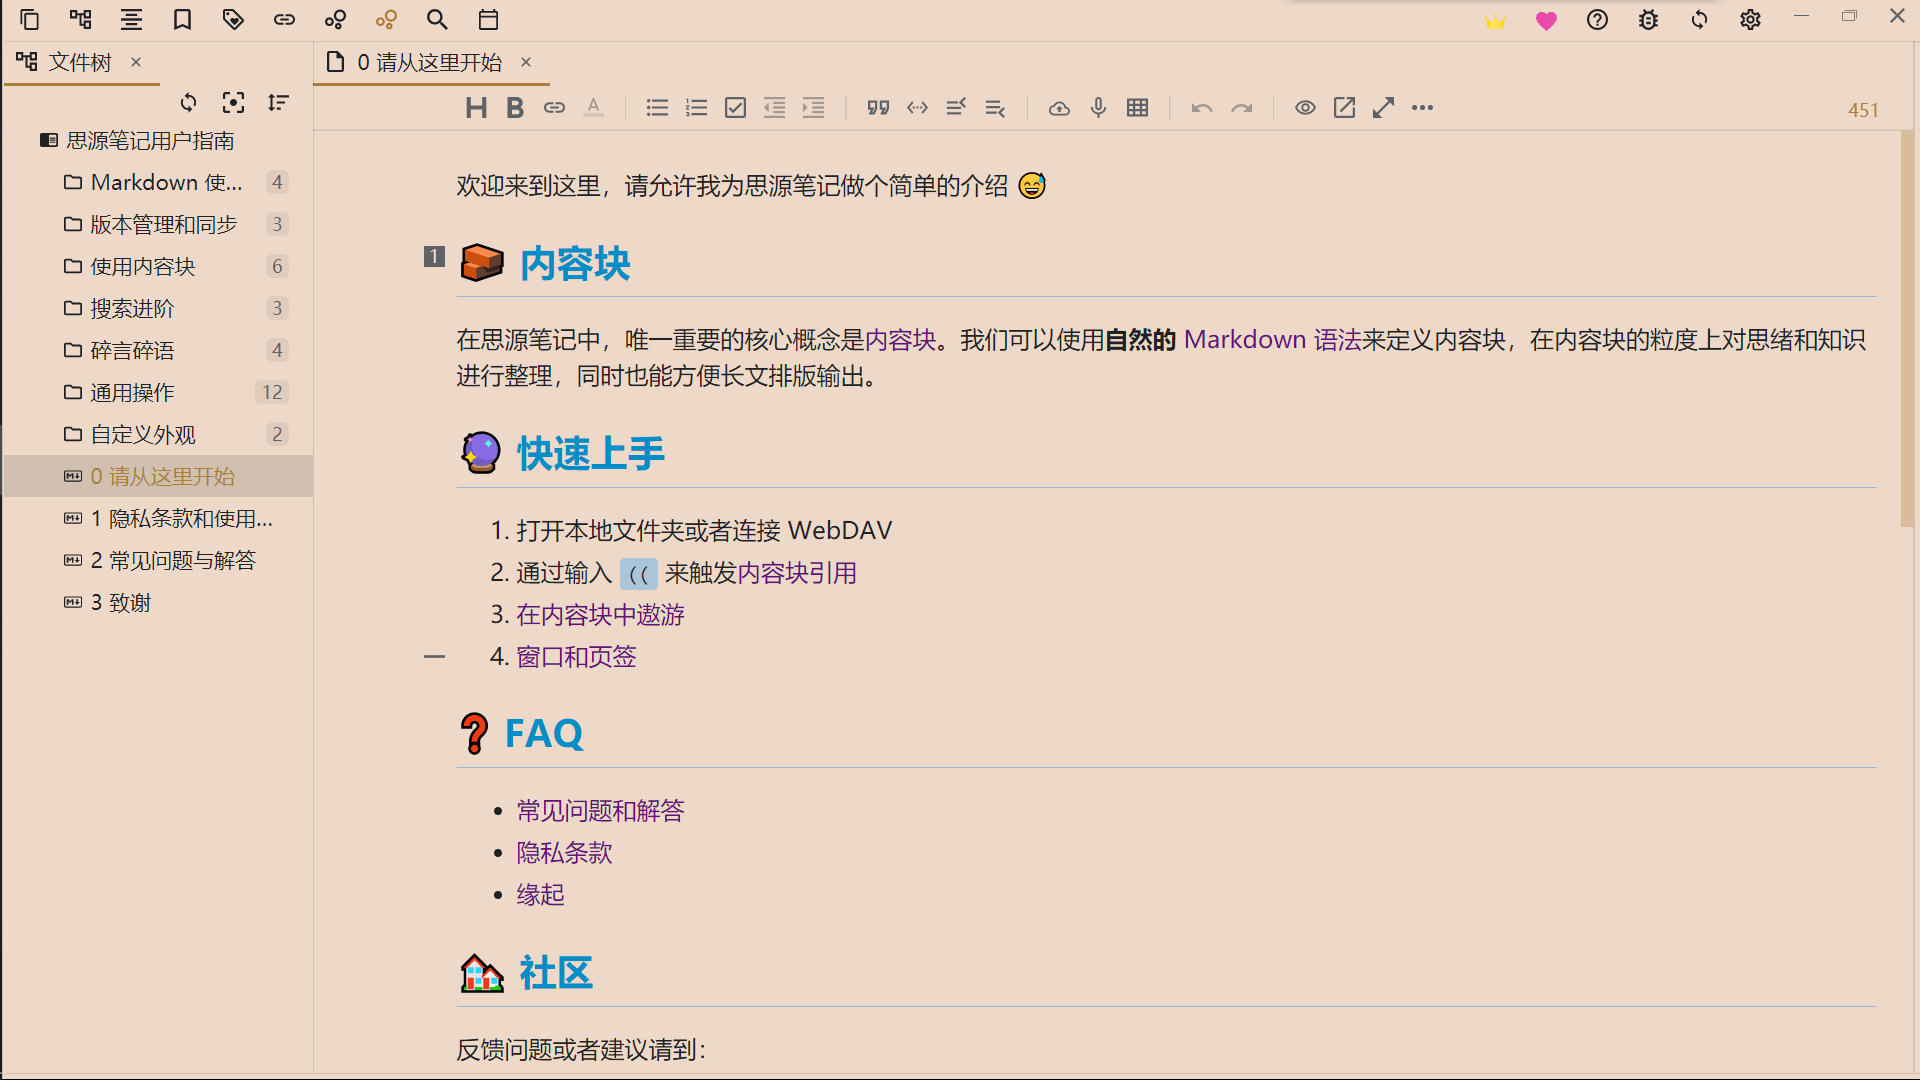 文件树
0 请从这里开始
451
思源笔记用户指南
Markdown 使... 4
版本管理和同步 3
使用内容块 6
搜索进阶 3
碎言碎语 4
通用操作 12
自定义外观 2
0 请从这里开始
1 隐私条款和使用...
2 常见问题与解答
3 致谢
欢迎来到这里，请允许我为思源笔记做个简单的介绍 😅
1
内容块
在思源笔记中，唯一重要的核心概念是内容块。我们可以使用自然的 Markdown 语法来定义内容块，在内容块的粒度上对思绪和知识
进行整理，同时也能方便长文排版输出。
快速上手
1. 打开本地文件夹或者连接 WebDAV
2. 通过输入 (( 来触发内容块引用
3. 在内容块中遨游
4. 窗口和页签
❓ FAQ
• 常见问题和解答
• 隐私条款
• 缘起
社区
反馈问题或者建议请到：